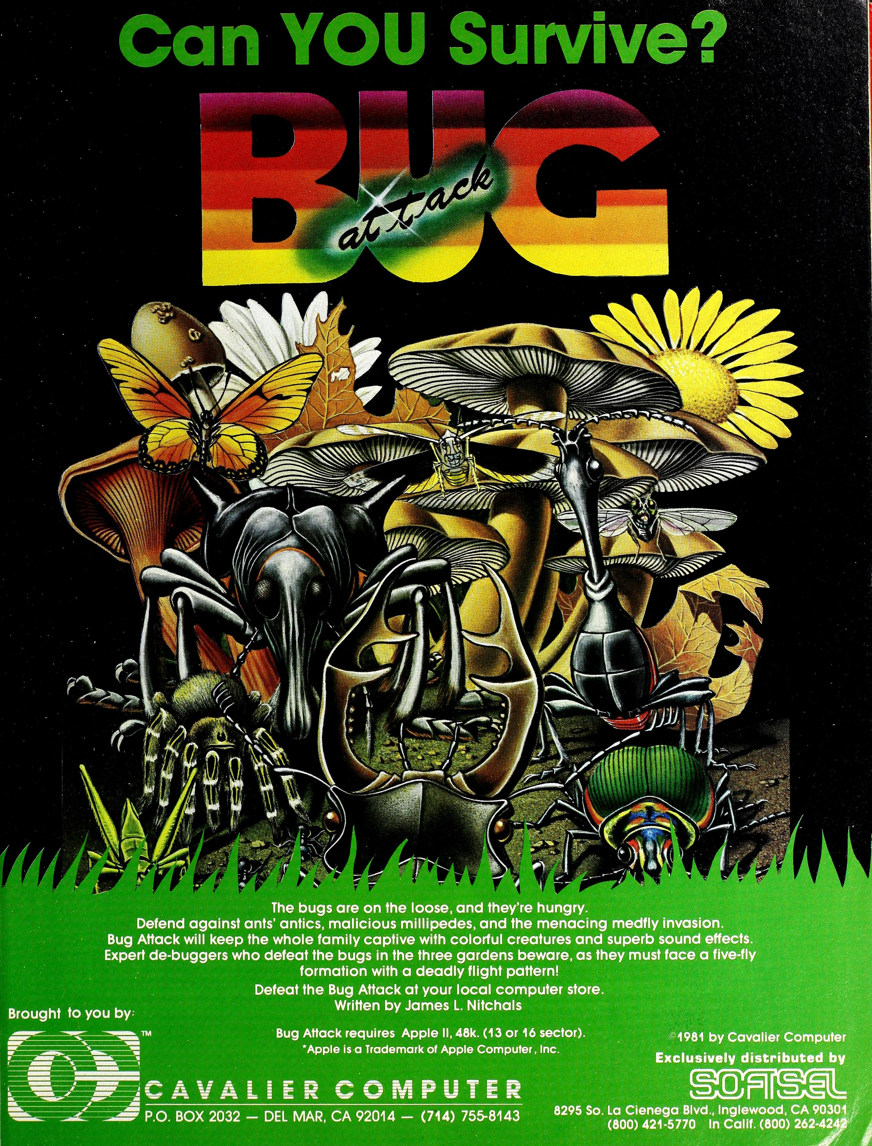 Can YOU Survive?
BUG
attack
The bugs are on the loose, and they're hungry.
Defend against ants' antics, malicious millipedes, and the menacing medfly invasion.
Bug Attack will keep the whole family captive with colorful creatures and superb sound effects.
Expert de-buggers who defeat the bugs in the three gardens beware, as they must face a five-fly
formation with a deadly flight pattern!
Defeat the Bug Attack at your local computer store.
Written by James L. Nitchals
Brought to you by:
TM
Bug Attack requires Apple II, 48k. (13 or 16 sector).
*Apple is a Trademark of Apple Computer, Inc.
CAVALIER COMPUTER
P.O. BOX 2032 — DEL MAR, CA 92014 — (714) 755-8143
©1981 by Cavalier Computer
Exclusively distributed by
SOFTSEL
8295 So. La Cienega Blvd., Inglewood, CA 90301
(800) 421-5770 In Calif. (800) 262-4242